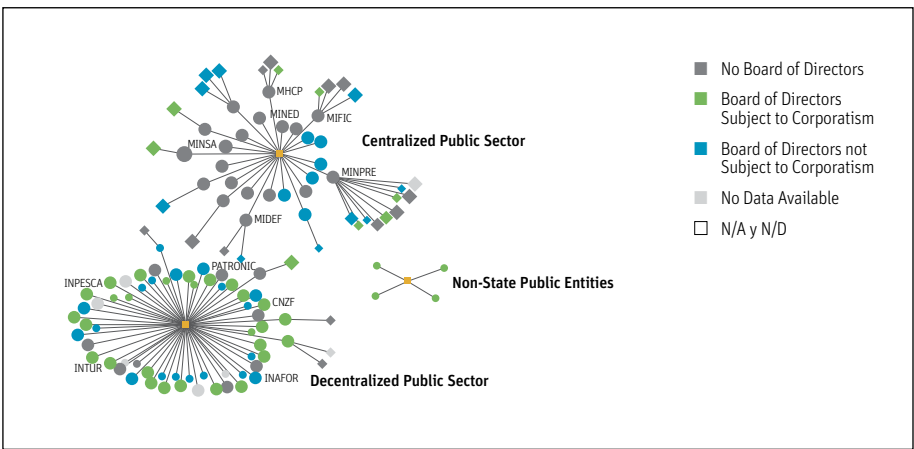 MHCP
MINED
MIFIC
Centralized Public Sector
MINSA
MINPRE
MIDEF
PATRONIC
INPESCA
CNZF
Non-State Public Entities
INTUR
INAFOR
Decentralized Public Sector
No Board of Directors
Board of Directors
Subject to Corporatism
Board of Directors not
Subject to Corporatism
No Data Available
N/A y N/D